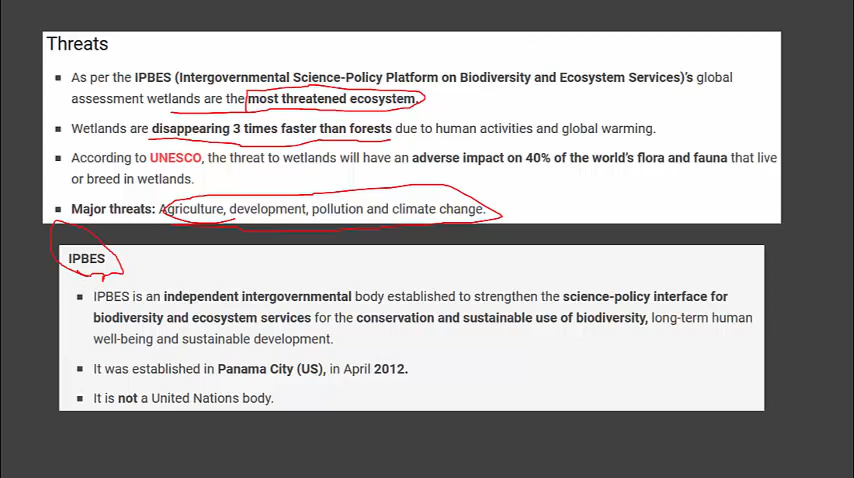 Threats
▪ As per the IPBES (Intergovernmental Science-Policy Platform on Biodiversity and Ecosystem Services)'s global
assessment wetlands are the most threatened ecosystem.
▪ Wetlands are disappearing 3 times faster than forests due to human activities and global warming.
▪ According to UNESCO, the threat to wetlands will have an adverse impact on 40% of the world's flora and fauna that live
or breed in wetlands.
▪ Major threats: Agriculture, development, pollution and climate change.
IPBES
▪ IPBES is an independent intergovernmental body established to strengthen the science-policy interface for
biodiversity and ecosystem services for the conservation and sustainable use of biodiversity, long-term human
well-being and sustainable development.
▪ It was established in Panama City (US), in April 2012.
▪ It is not a United Nations body.